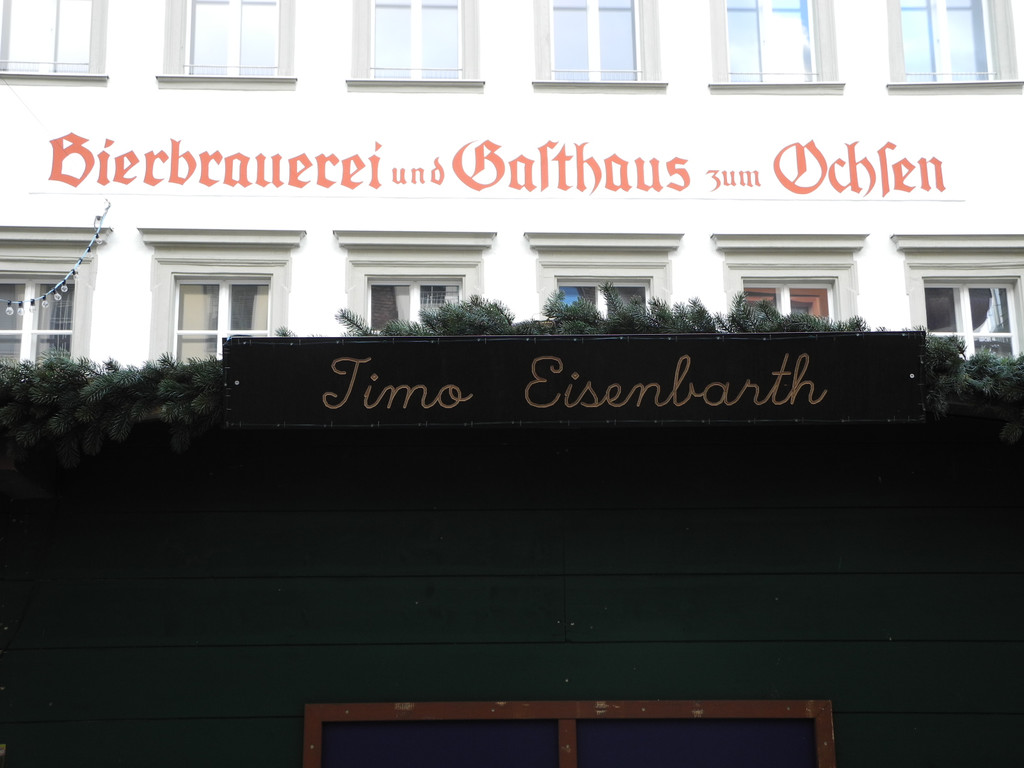 Bierbrauerei und Gasthaus zum Ochsen
Timo Eisenbarth